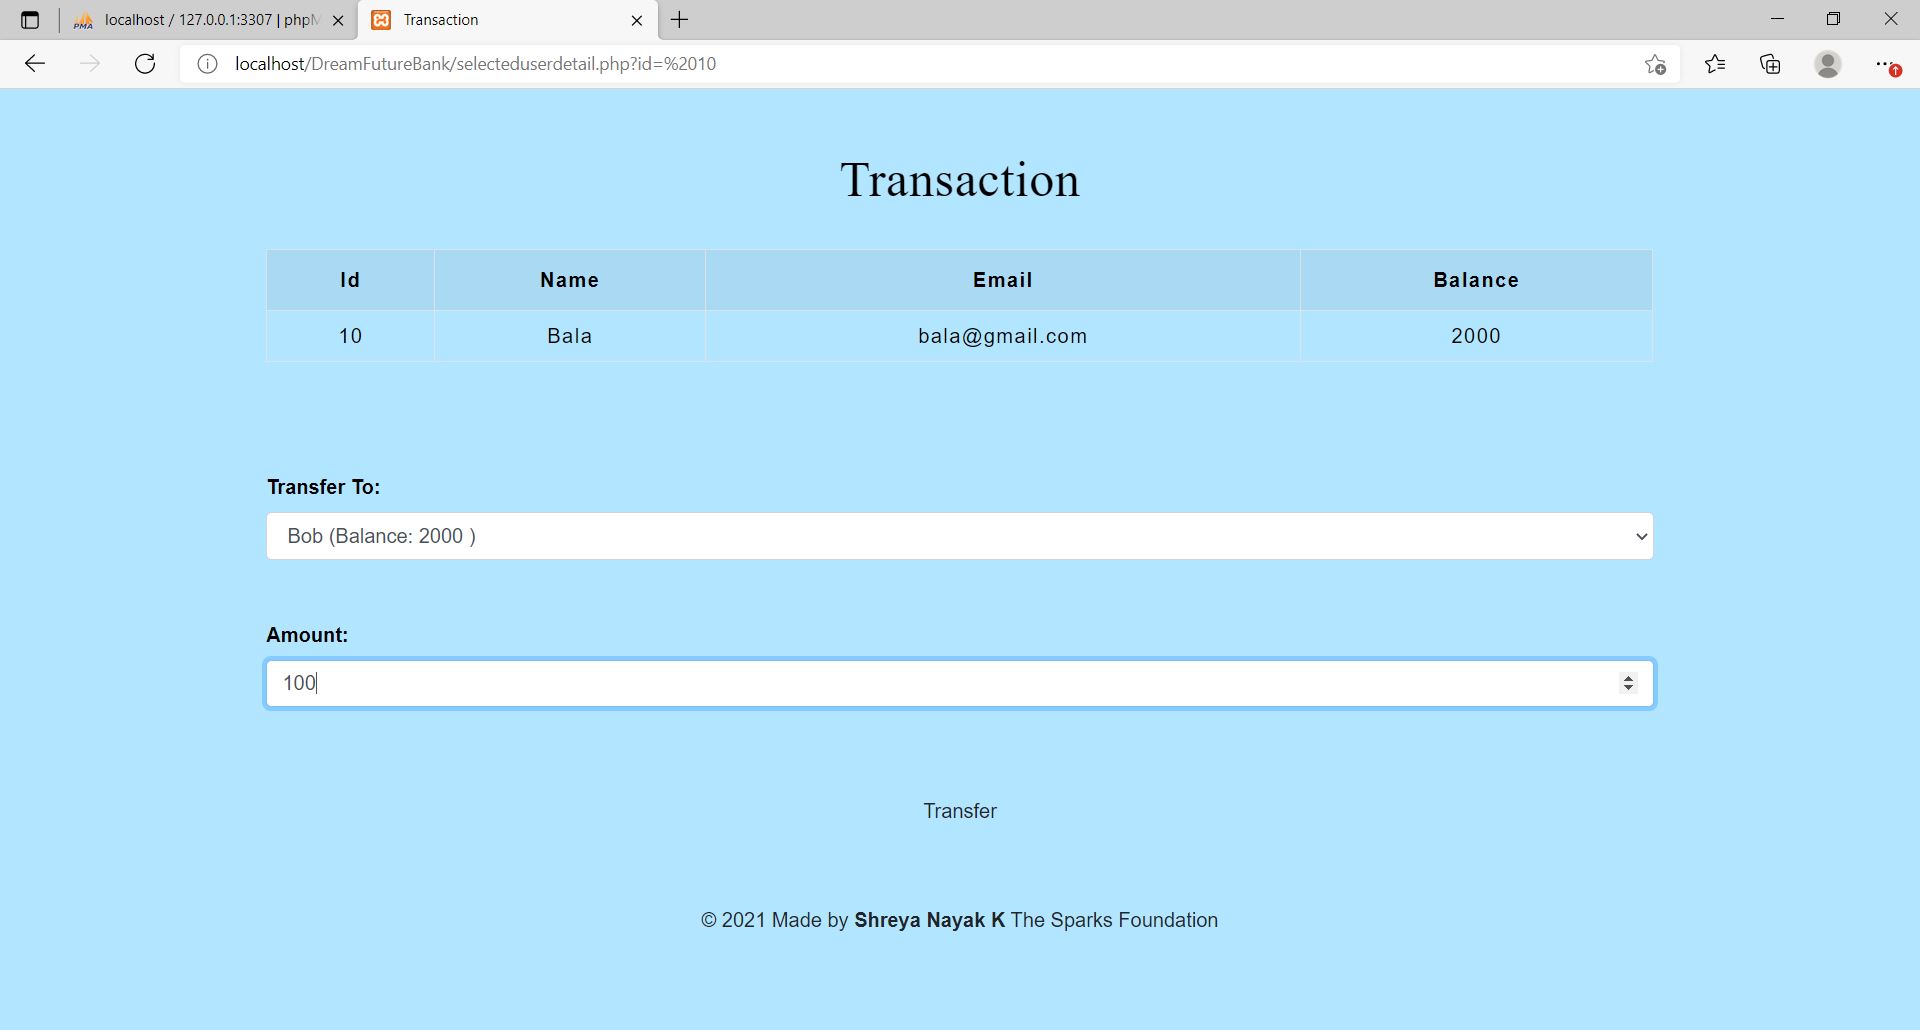 PMA localhost / 127.0.0.1:3307 | phpM
Transaction
localhost/DreamFutureBank/selecteduserdetail.php?id=%2010
Transaction
Id Name Email Balance
10 Bala bala@gmail.com 2000
Transfer To:
Bob (Balance: 2000 )
Amount:
100
Transfer
© 2021 Made by Shreya Nayak K The Sparks Foundation